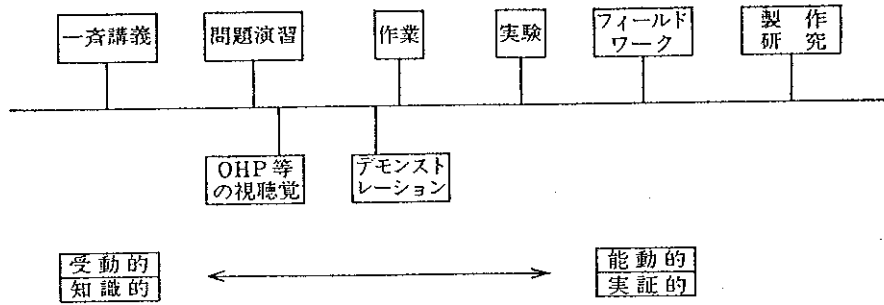 一斉講義
問題演習
作業
実験
フィールド
ワーク
製作
研究
OHP等
の視聴覚
デモンスト
レーション
受動的
知識的
能動的
実証的